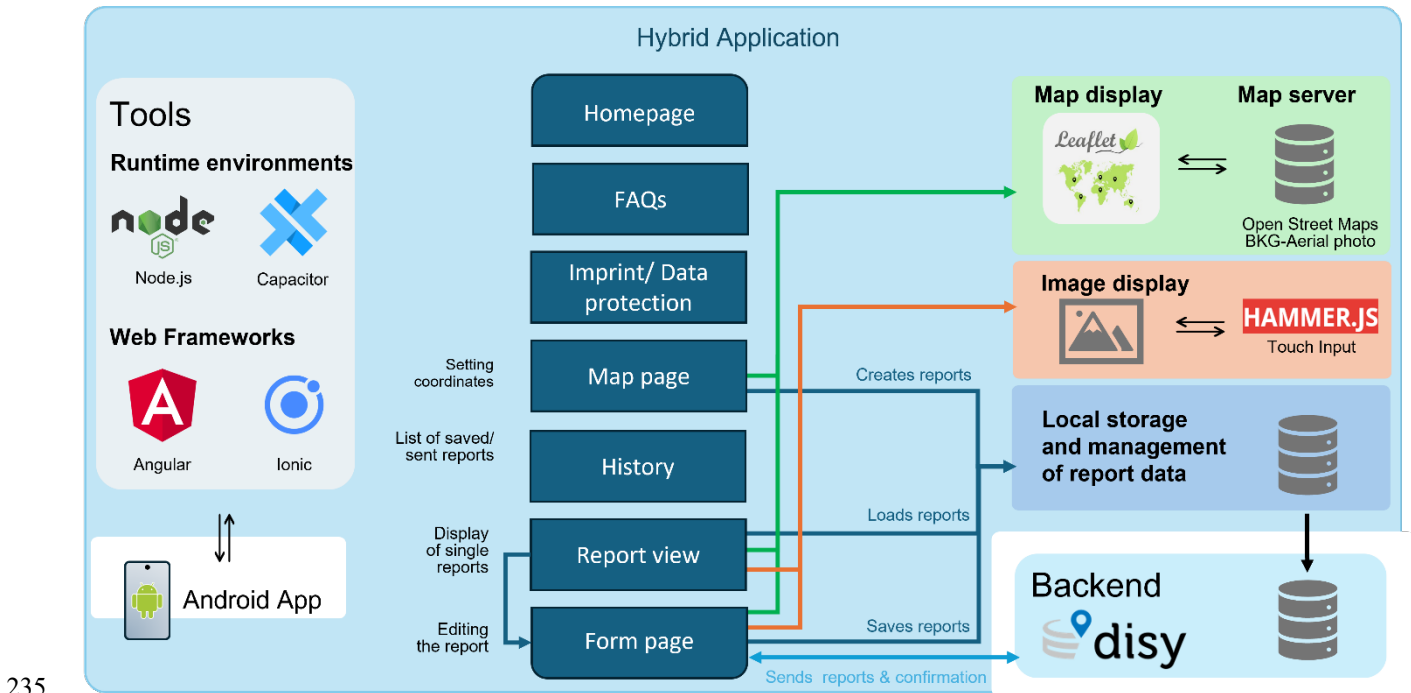 Hybrid Application
Tools
Runtime environments
node
JS
Node.js
Capacitor
Web Frameworks
A
Angular
Ionic
Android App
Homepage
FAQs
Imprint/ Data
protection
Setting
coordinates
Map page
List of saved/
sent reports
History
Display
of single
reports
Report view
Editing
the report
Form page
Creates reports
Loads reports
Saves reports
Sends reports & confirmation
Map display
Map server
Leaflet
Open Street Maps
BKG-Aerial photo
Image display
HAMMER.JS
Touch Input
Local storage
and management
of report data
Backend
disy
235